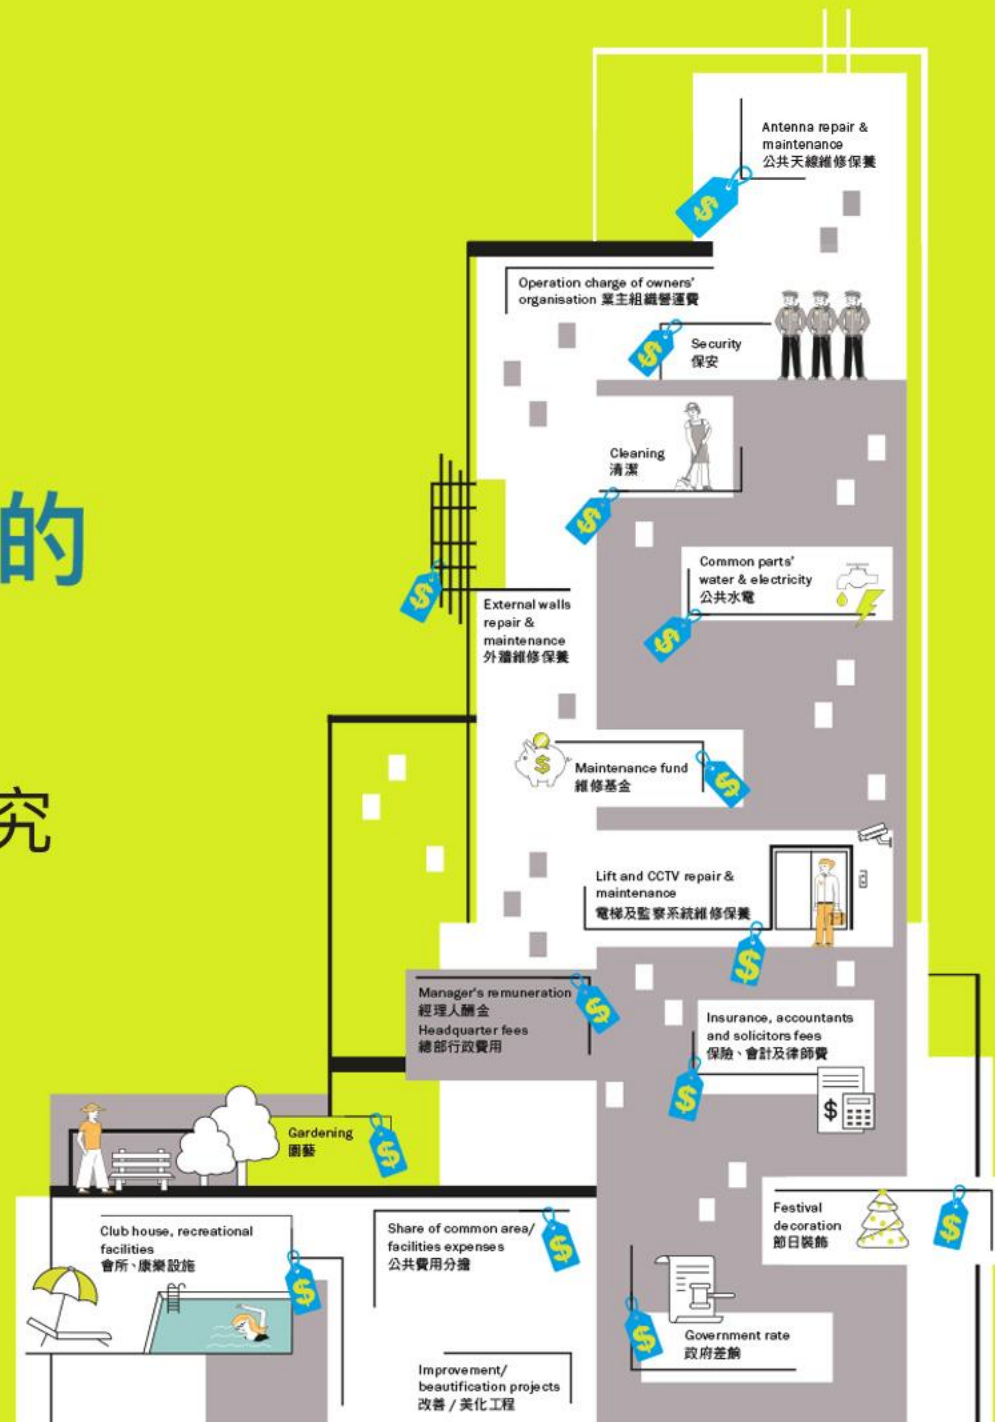 Antenna repair &
maintenance
公共天線維修保養
Operation charge of owners'
organisation 業主組織營運費
Security
保安
Cleaning
清潔
的
Common parts'
water & electricity
公共水電
External walls
repair &
maintenance
外牆維修保養
Maintenance fund
維修基金
究
Lift and CCTV repair &
maintenance
電梯及監察系統維修保養
Manager's remuneration
經理人酬金
Headquarter fees
總部行政費用
Insurance, accountants
and solicitors fees
保險、會計及律師費
Gardening
園藝
Club house, recreational
facilities
會所、康樂設施
Share of common area/
facilities expenses
公共費用分擔
Festival
decoration
節日裝飾
Government rate
政府差餉
Improvement/
beautification projects
改善 / 美化工程